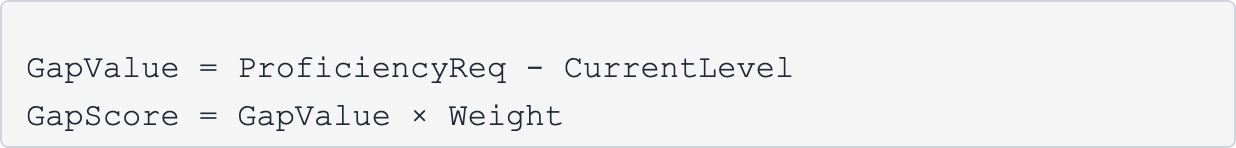 GapValue = ProficiencyReq - CurrentLevel
GapScore = GapValue × Weight